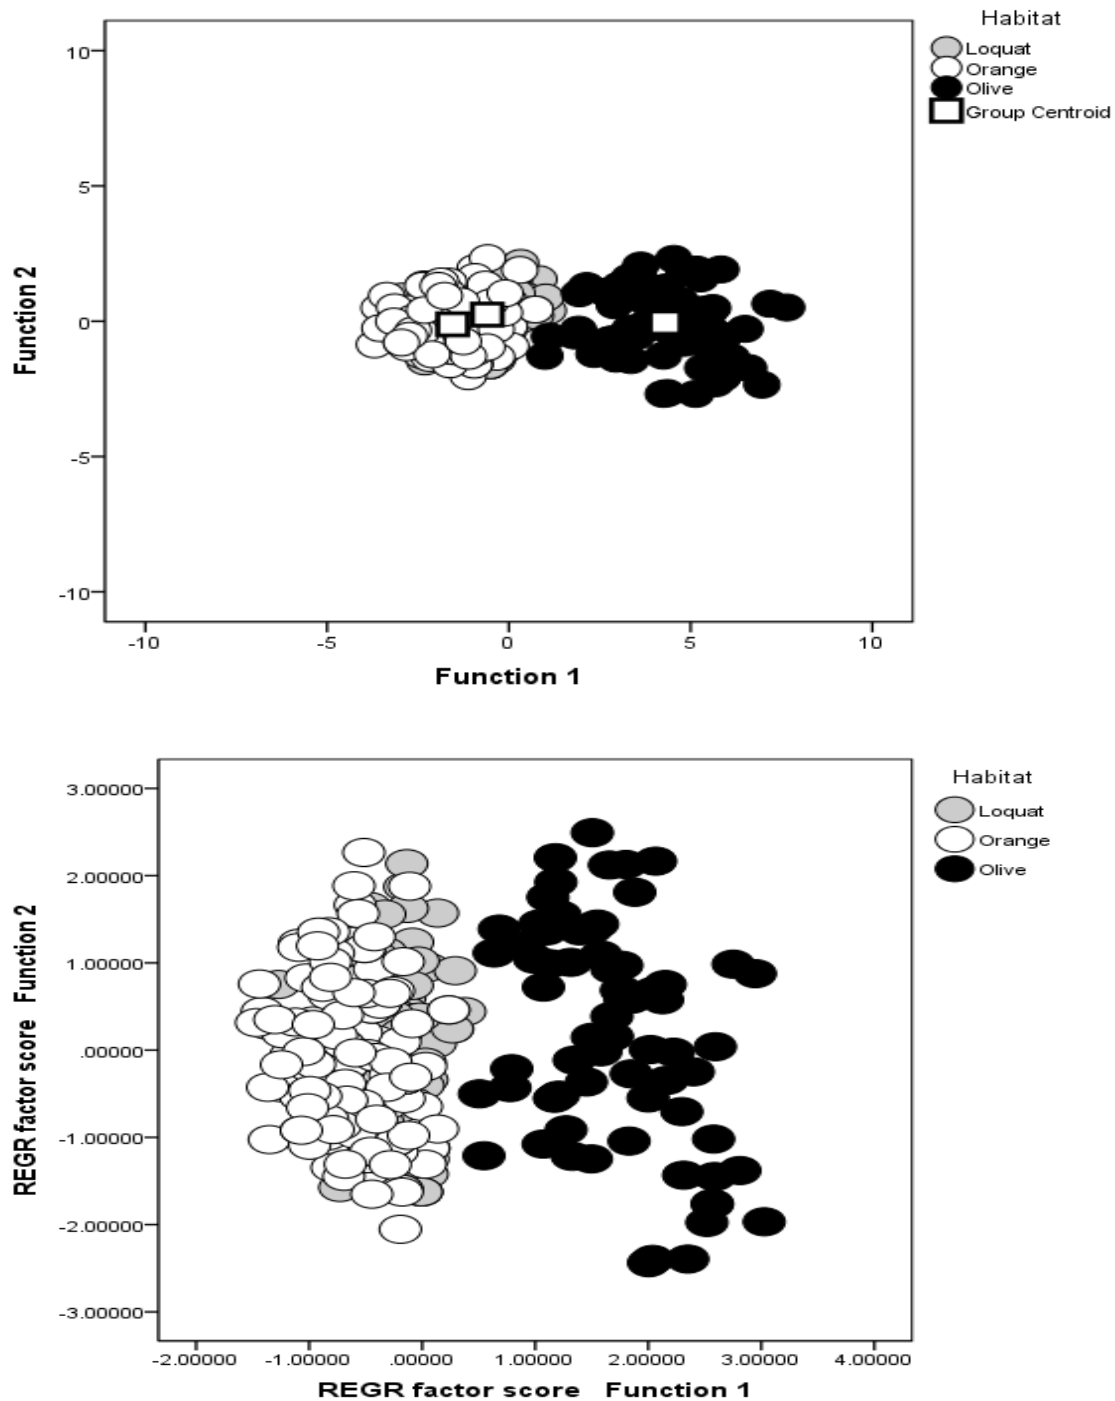 Habitat
Loquat
Orange
Olive
Group Centroid
10
5
0
-5
-10
Function 2
-10
-5
0
5
10
Function 1
Habitat
Loquat
Orange
Olive
3.00000
2.00000
1.00000
.00000
-1.00000
-2.00000
-3.00000
REGR factor score Function 2
-2.00000
-1.00000
.00000
1.00000
2.00000
3.00000
4.00000
REGR factor score Function 1